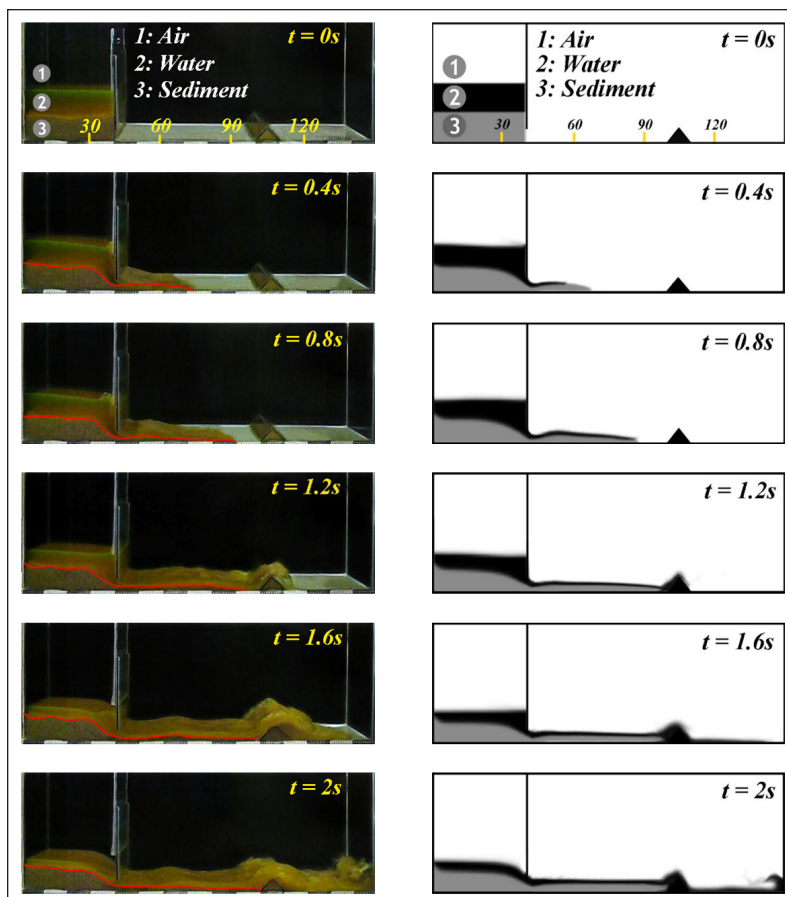 1: Air
t = 0s
2: Water
3: Sediment
1
2
3
30 60 90 120
1: Air
t = 0s
2: Water
3: Sediment
1
2
3
30 60 90 120
t = 0.4s
t = 0.4s
t = 0.8s
t = 0.8s
t = 1.2s
t = 1.2s
t = 1.6s
t = 1.6s
t = 2s
t = 2s